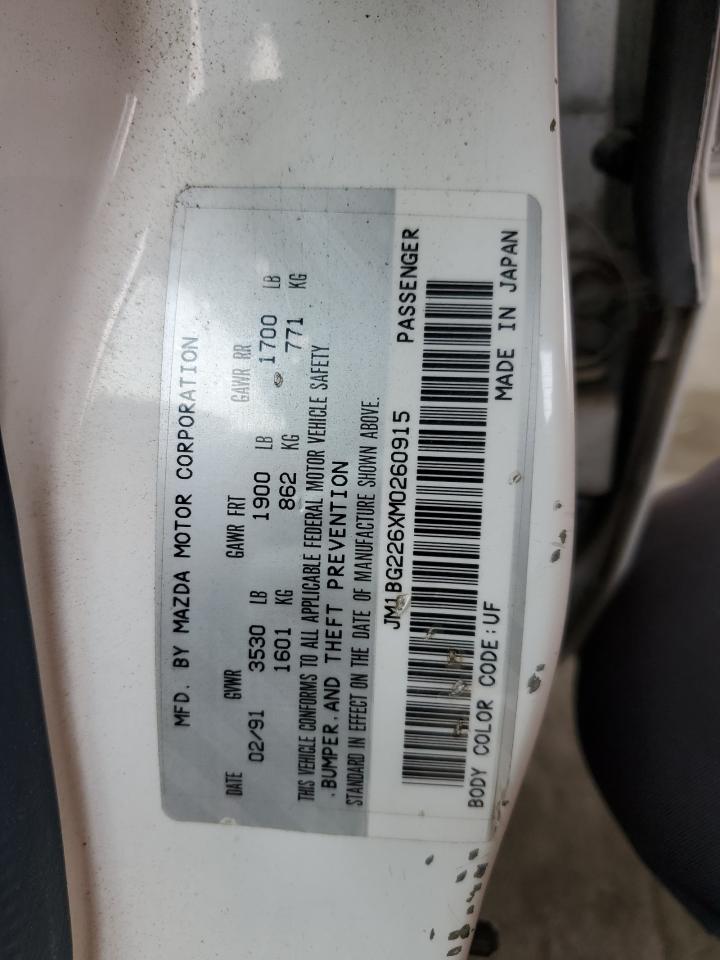 MFD. BY MAZDA MOTOR CORPORATION
DATE GVWR GAWR FRT GAWR RR
02/91 3530 LB 1900 LB 1700 LB
1601 KG 862 KG 771 KG
THIS VEHICLE CONFORMS TO ALL APPLICABLE FEDERAL MOTOR VEHICLE SAFETY
, BUMPER, AND THEFT PREVENTION
STANDARD IN EFFECT ON THE DATE OF MANUFACTURE SHOWN ABOVE.
JM1BG226XM0260915 PASSENGER
BODY COLOR CODE:UF MADE IN JAPAN